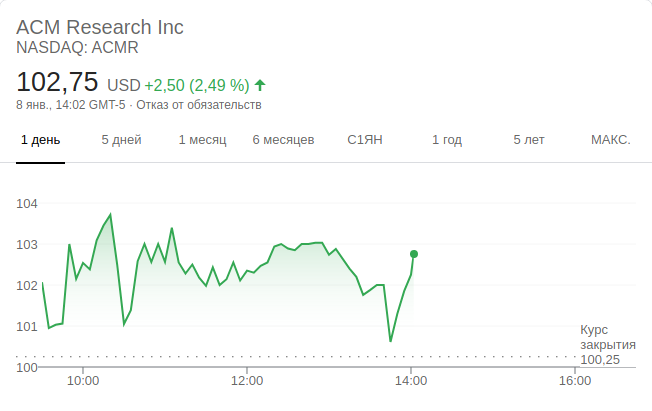 ACM Research Inc
NASDAQ: ACMR
102,75 USD +2,50 (2,49 %)
8 янв., 14:02 GMT-5 · Отказ от обязательств
1 день 5 дней 1 месяц 6 месяцев С1ЯН 1 год 5 лет МАКС.
104
103
102
101
Курс
закрытия
100,25
100
10:00 12:00 14:00 16:00